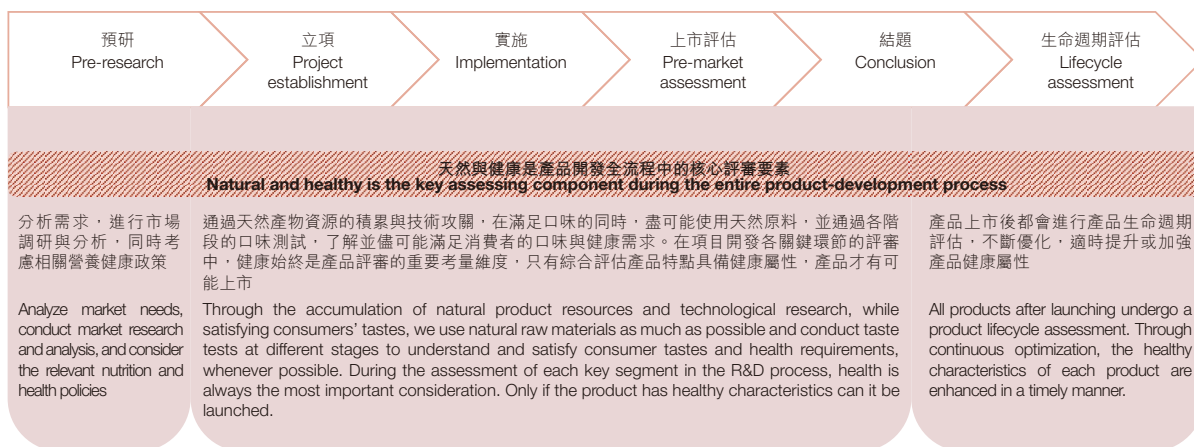 預研
Pre-research
立項
Project
establishment
實施
Implementation
上市評估
Pre-market
assessment
結題
Conclusion
生命週期評估
Lifecycle
assessment
天然與健康是產品開發全流程中的核心評審要素
Natural and healthy is the key assessing component during the entire product-development process
分析需求，進行市場
調研與分析，同時考
慮相關營養健康政策
Analyze market needs,
conduct market research
and analysis, and consider
the relevant nutrition and
health policies
通過天然產物資源的積累與技術攻關，在滿足口味的同時，盡可能使用天然原料，並通過各階
段的口味測試，了解並儘可能滿足消費者的口味與健康需求。在項目開發各關鍵環節的評審
中，健康始終是產品評審的重要考量維度，只有綜合評估產品特點具備健康屬性，產品才有可
能上市
Through the accumulation of natural product resources and technological research, while
satisfying consumers’ tastes, we use natural raw materials as much as possible and conduct taste
tests at different stages to understand and satisfy consumer tastes and health requirements,
whenever possible. During the assessment of each key segment in the R&D process, health is
always the most important consideration. Only if the product has healthy characteristics can it be
launched.
產品上市後都會進行產品生命週期
評估，不斷優化，適時提升或加強
產品健康屬性
All products after launching undergo a
product lifecycle assessment. Through
continuous optimization, the healthy
characteristics of each product are
enhanced in a timely manner.